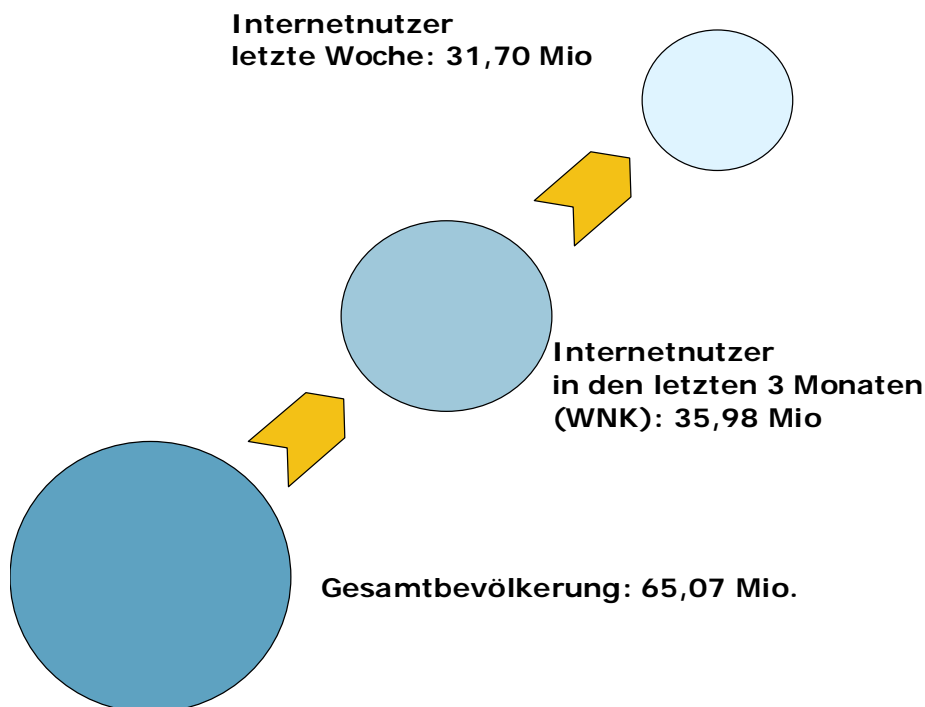 Internetnutzer
letzte Woche: 31,70 Mio
Internetnutzer
in den letzten 3 Monaten
(WNK): 35,98 Mio
Gesamtbevölkerung: 65,07 Mio.